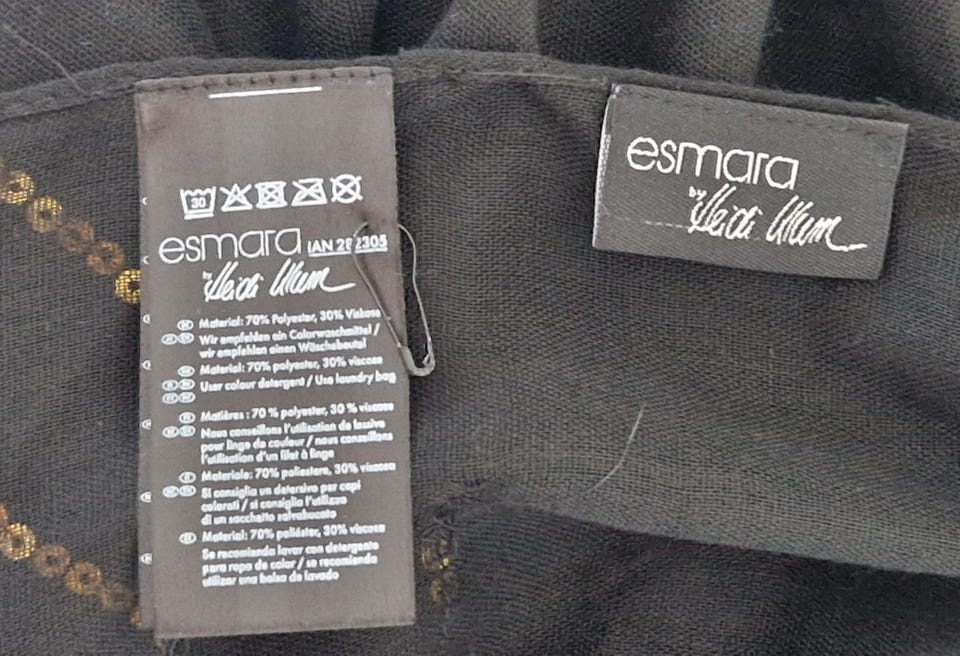 30
esmara IAN 282305
by Heidi Klum
Material: 70% Polyester, 30% Viskose
Wir empfehlen ein Colorwaschmittel /
wir empfehlen einen Wäschebeutel
Material: 70% polyester, 30% viscose
User colour detergent / Use laundry bag
Matières : 70 % polyester, 30 % viscose
Nous conseillons l'utilisation de lessive
pour linge de couleur / nous conseillons
l'utilisation d'un filet à linge
Materiale: 70% poliestere, 30% viscosa
Si consiglia un detersivo per capi
colorati / si consiglia l'utilizzo
di un sacchetto salvabucato
Material: 70% poliéster, 30% viscosa
Se recomienda lavar con detergente
para ropa de color / se recomienda
utilizar una bolsa de lavado
esmara
by Heidi Klum